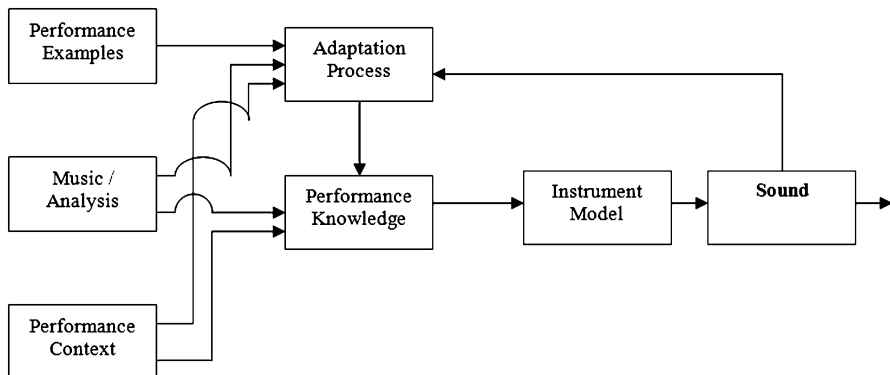 Performance
Examples
Adaptation
Process
Music /
Analysis
Performance
Knowledge
Instrument
Model
Sound
Performance
Context